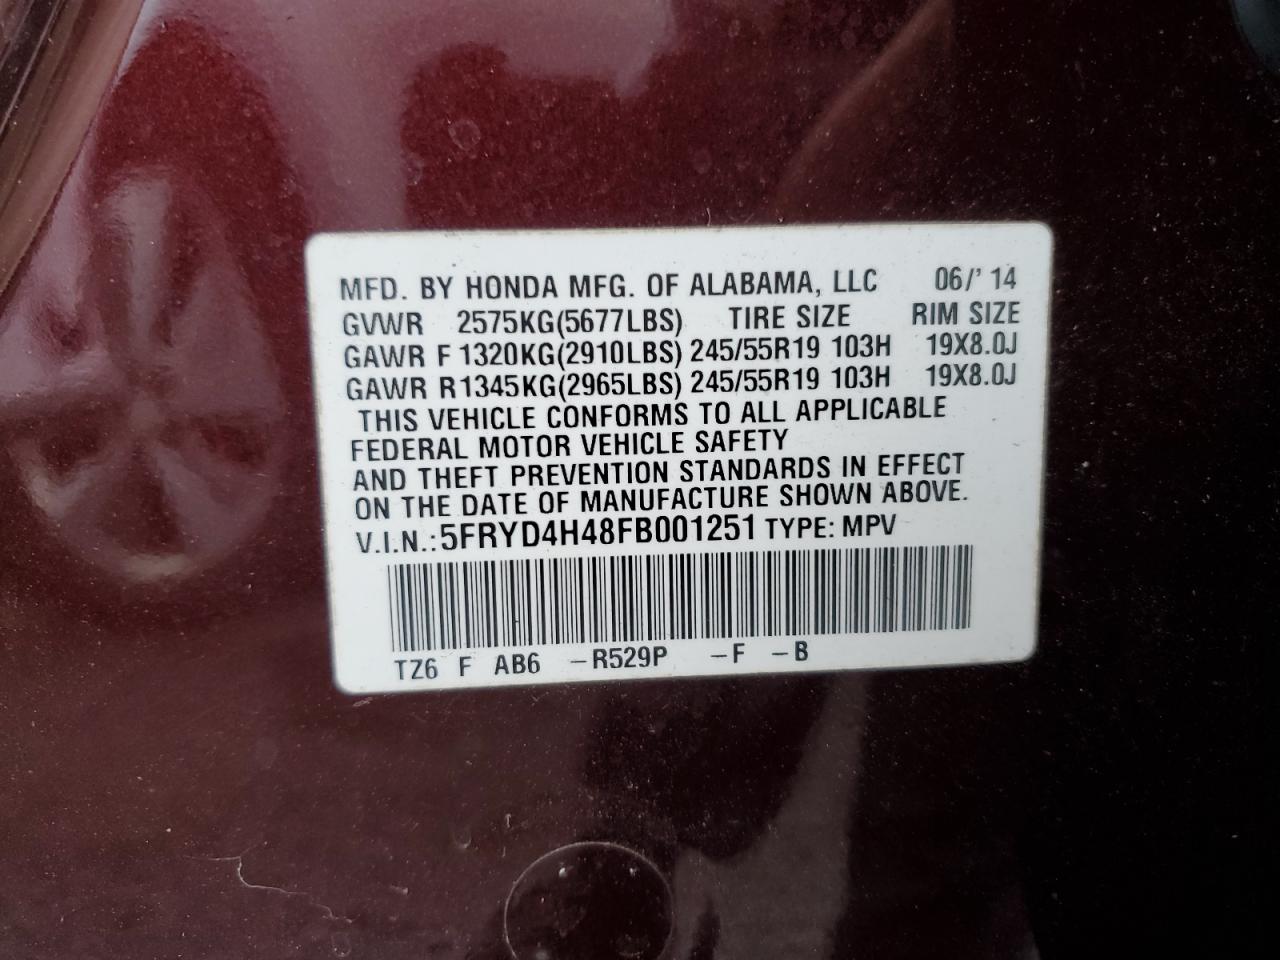 MFD. BY HONDA MFG. OF ALABAMA, LLC 06/' 14
GVWR 2575KG(5677LBS) TIRE SIZE RIM SIZE
GAWR F 1320KG(2910LBS) 245/55R19 103H 19X8.0J
GAWR R 1345KG(2965LBS) 245/55R19 103H 19X8.0J
THIS VEHICLE CONFORMS TO ALL APPLICABLE
FEDERAL MOTOR VEHICLE SAFETY
AND THEFT PREVENTION STANDARDS IN EFFECT
ON THE DATE OF MANUFACTURE SHOWN ABOVE.
V.I.N.: 5FRYD4H48FB001251 TYPE: MPV
TZ6 F AB6 -R529P -F -B